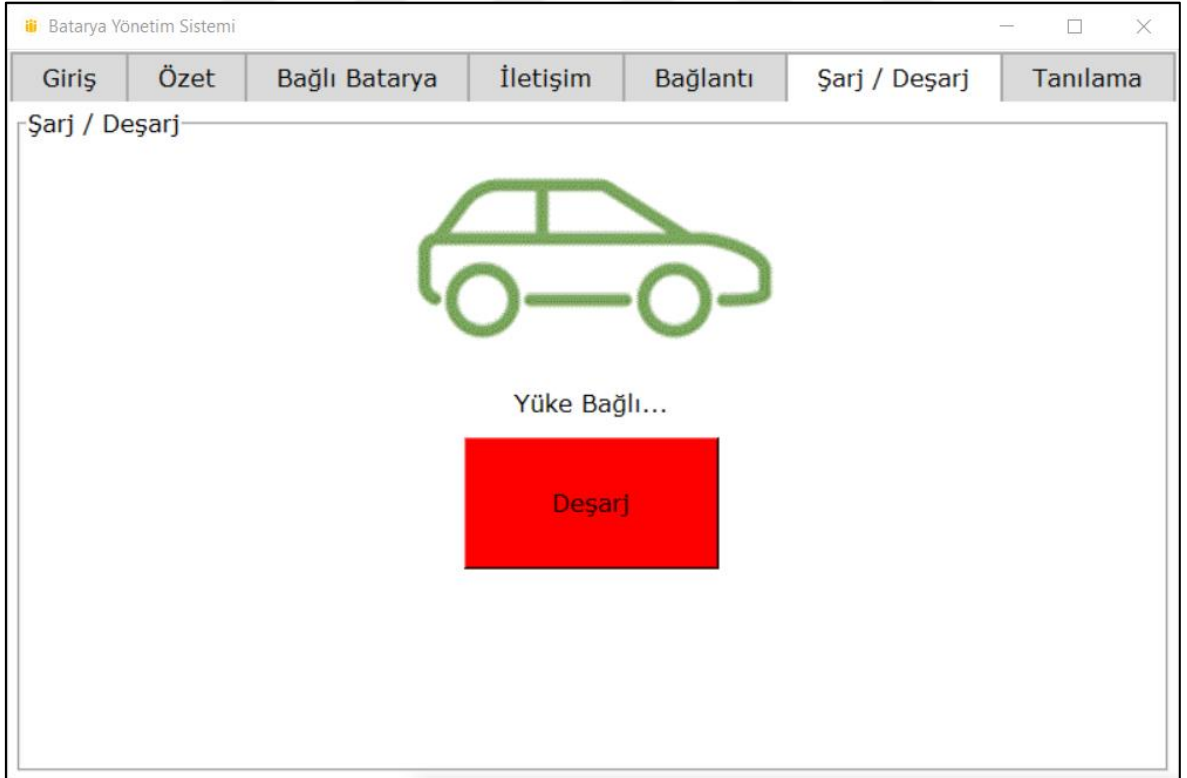 Batarya Yönetim Sistemi
Giriş Özet Bağlı Batarya İletişim Bağlantı Şarj / Deşarj Tanılama
Şarj / Deşarj
Yüke Bağlı...
Deşarj